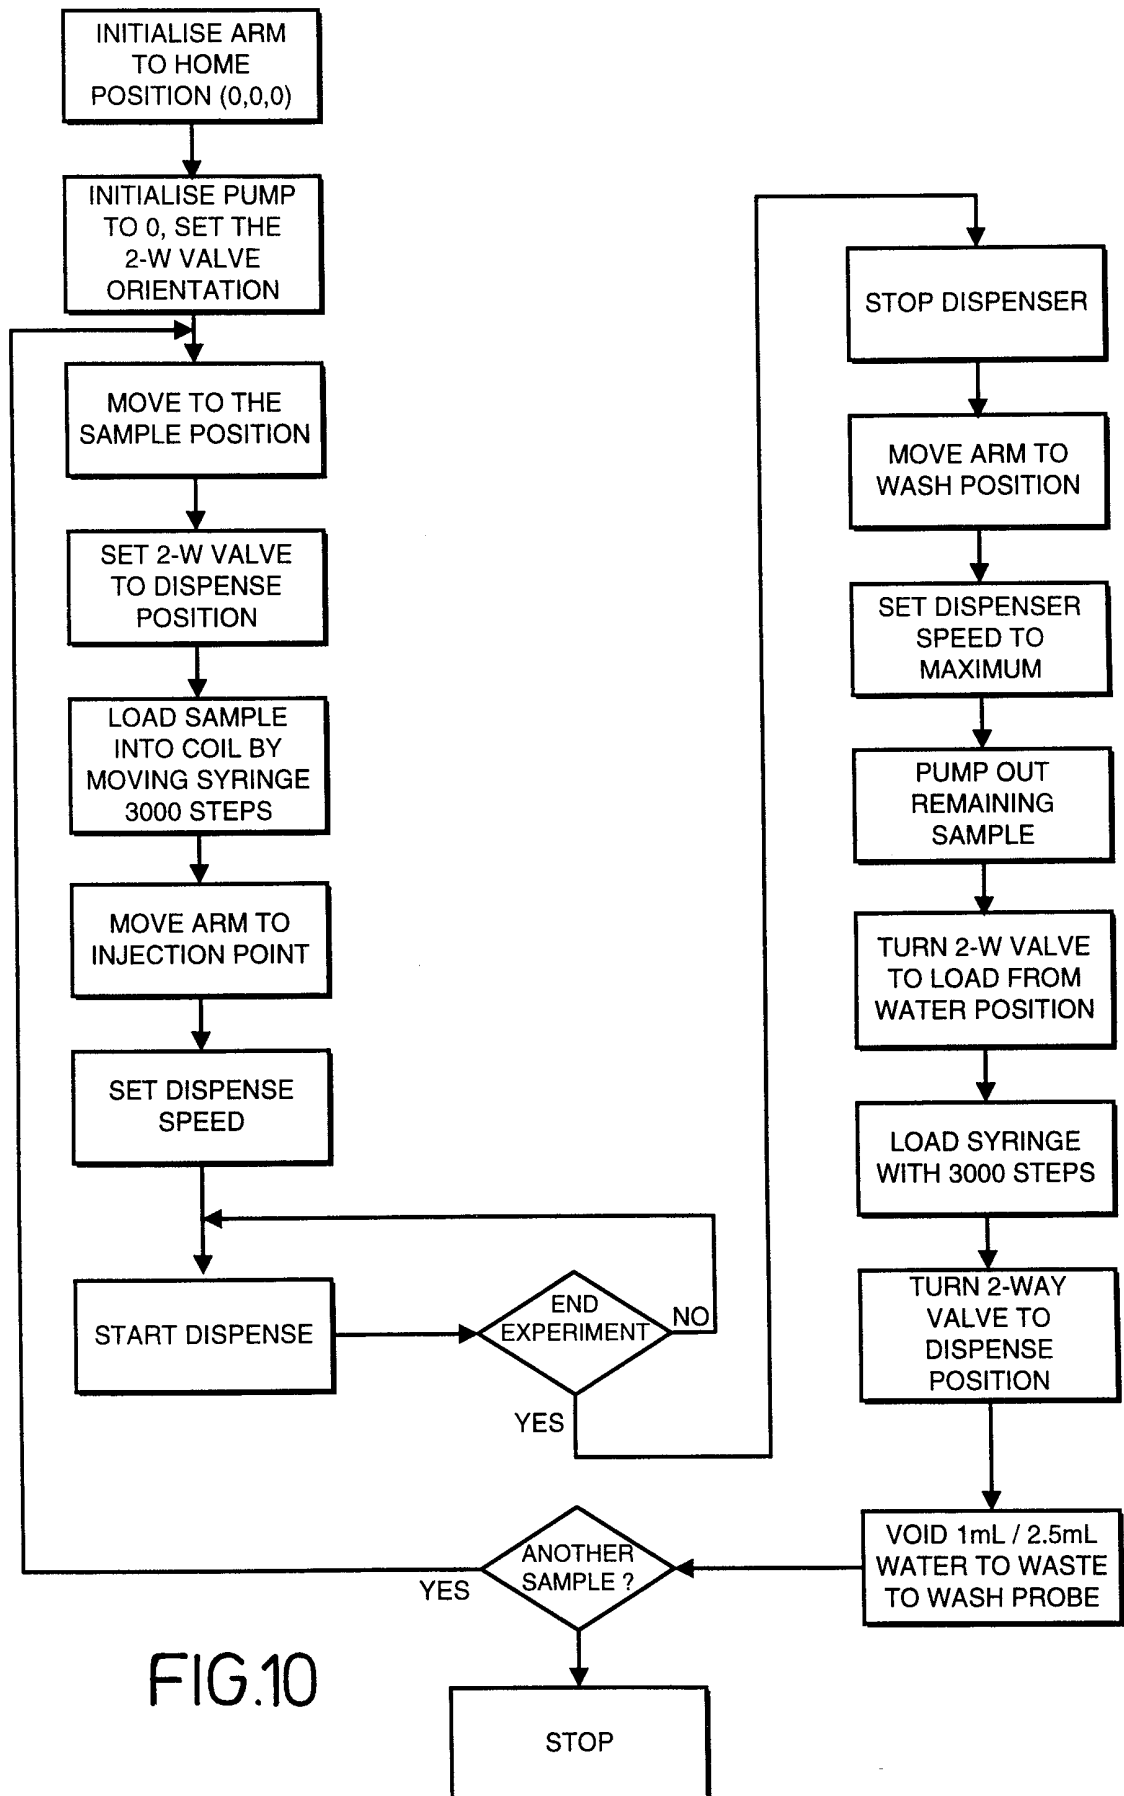 INITIALISE ARM
TO HOME
POSITION (0,0,0)
INITIALISE PUMP
TO 0, SET THE
2-W VALVE
ORIENTATION
MOVE TO THE
SAMPLE POSITION
SET 2-W VALVE
TO DISPENSE
POSITION
LOAD SAMPLE
INTO COIL BY
MOVING SYRINGE
3000 STEPS
MOVE ARM TO
INJECTION POINT
SET DISPENSE
SPEED
START DISPENSE
END
EXPERIMENT
NO
YES
STOP DISPENSER
MOVE ARM TO
WASH POSITION
SET DISPENSER
SPEED TO
MAXIMUM
PUMP OUT
REMAINING
SAMPLE
TURN 2-W VALVE
TO LOAD FROM
WATER POSITION
LOAD SYRINGE
WITH 3000 STEPS
TURN 2-WAY
VALVE TO
DISPENSE
POSITION
VOID 1mL / 2.5mL
WATER TO WASTE
TO WASH PROBE
ANOTHER
SAMPLE ?
YES
STOP
FIG.10